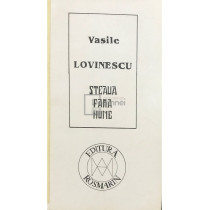 Vasile
LOVINESCU
STEAUA
FĂRĂ
NUME
EDITURA
ROSMARIN